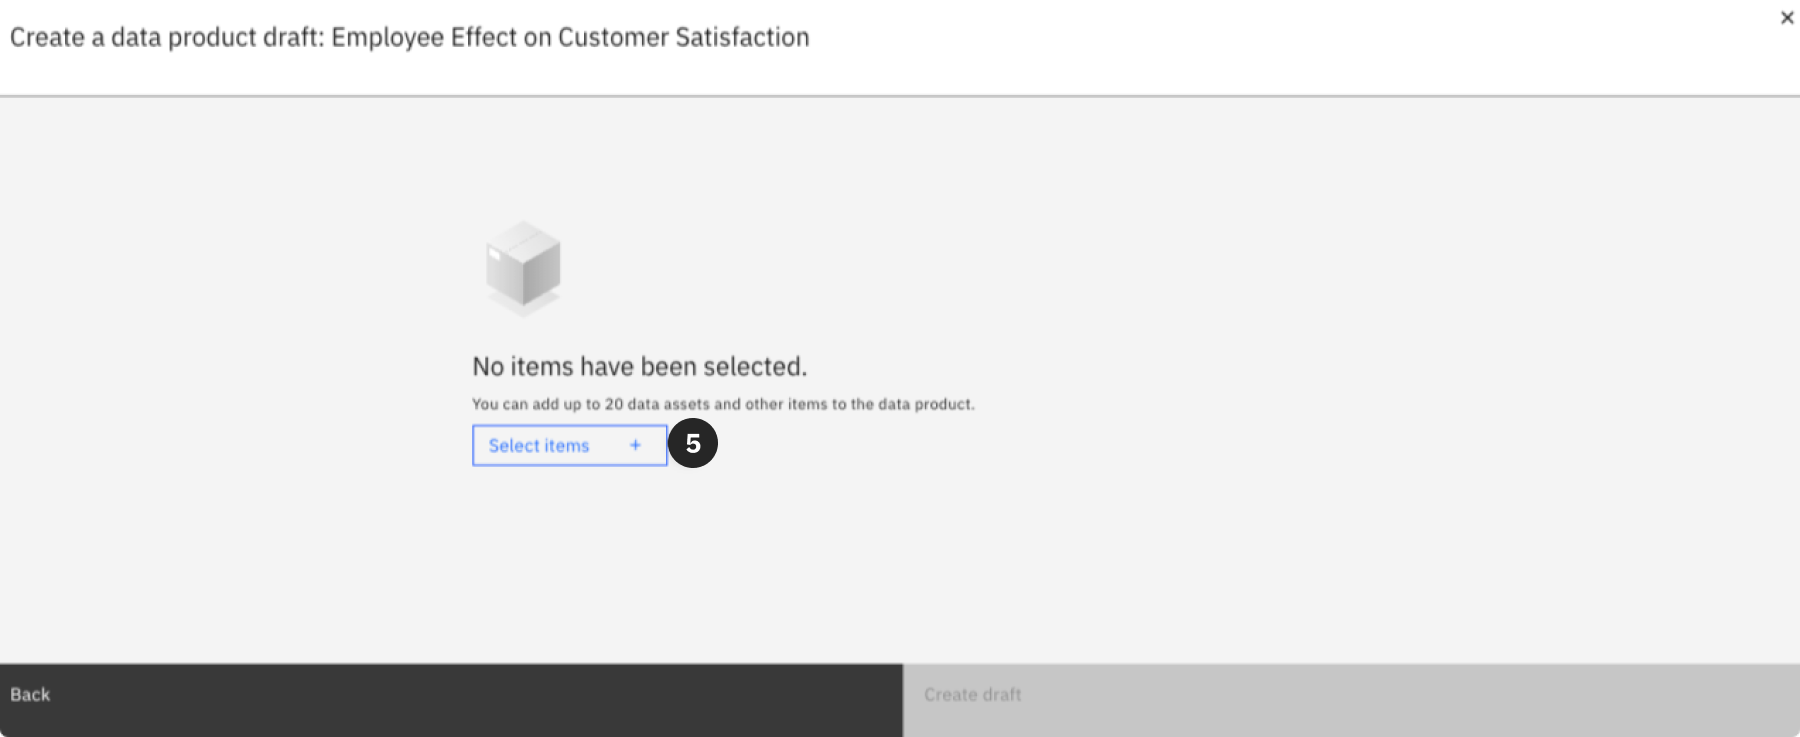 Create a data product draft: Employee Effect on Customer Satisfaction
No items have been selected.
You can add up to 20 data assets and other items to the data product.
Select items +
5
Back
Create draft